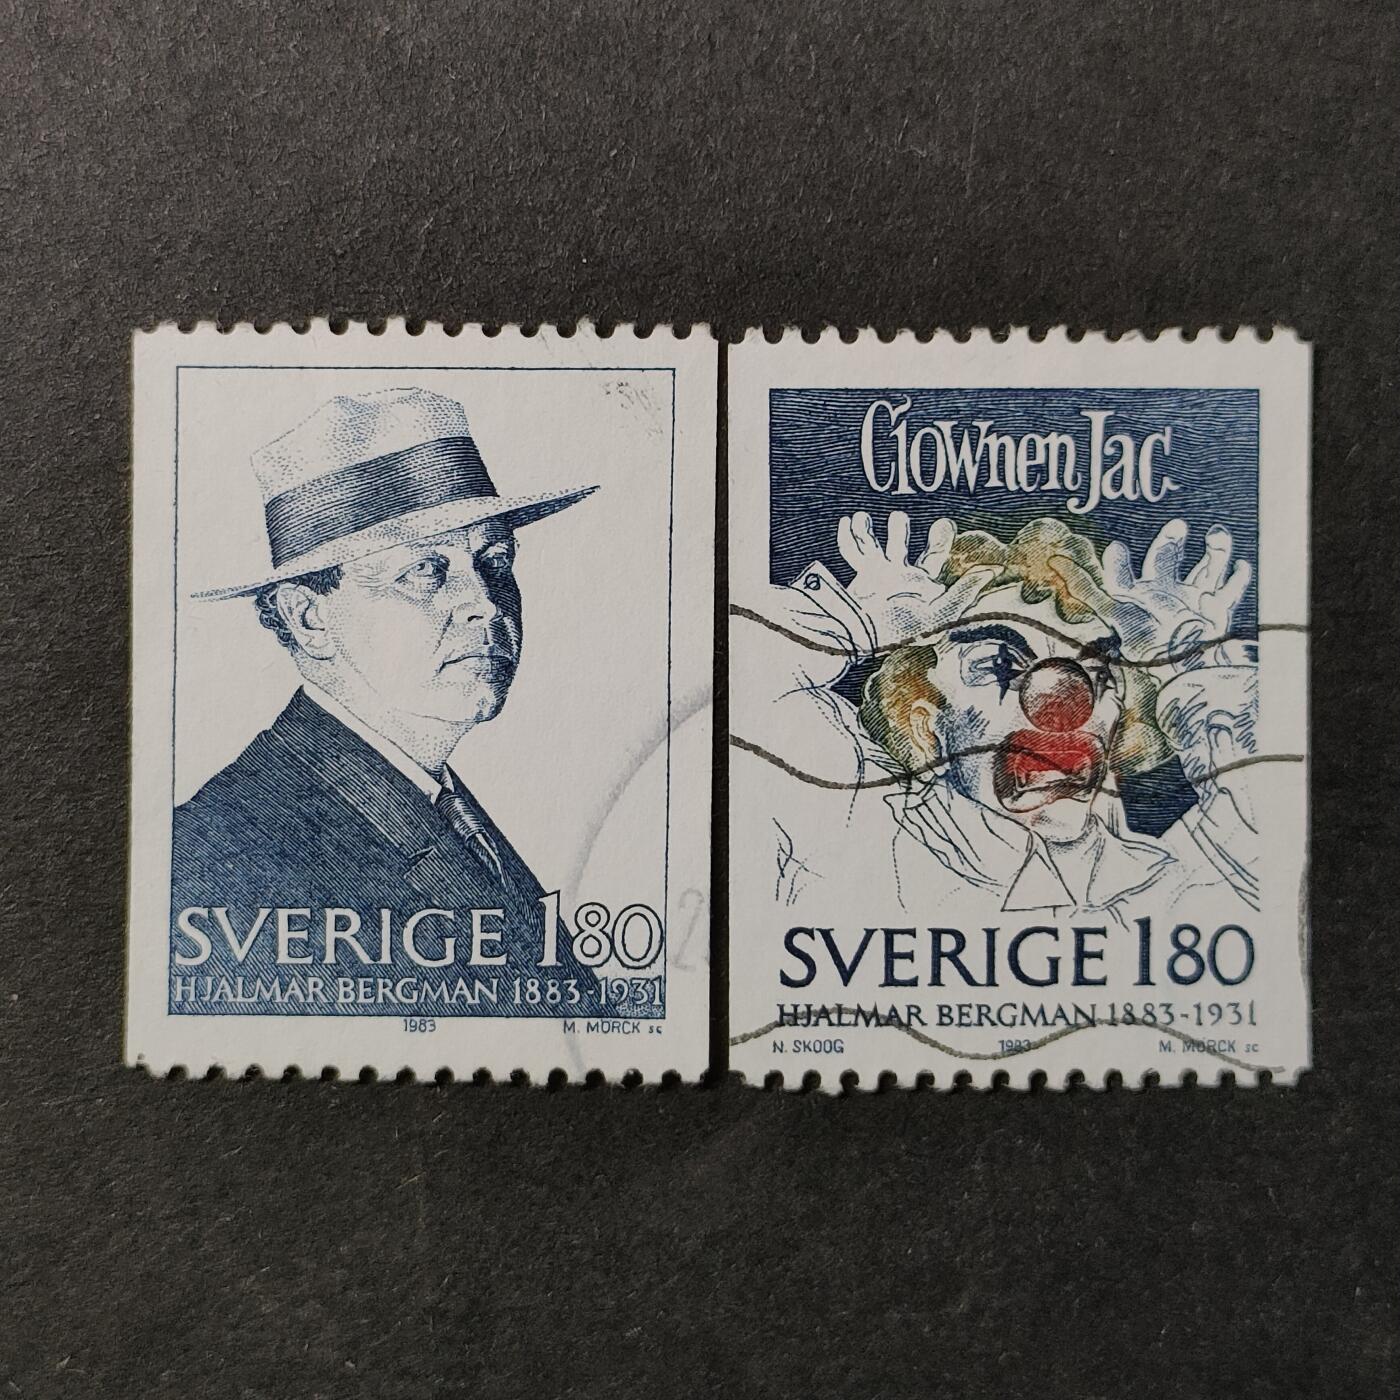 SVERIGE 180
HJALMAR BERGMAN 1883-1931
1983 M. MÖRCK sc
Clownen Jac
SVERIGE 180
HJALMAR BERGMAN 1883-1931
N. SKOOG 1983 M. MÖRCK sc